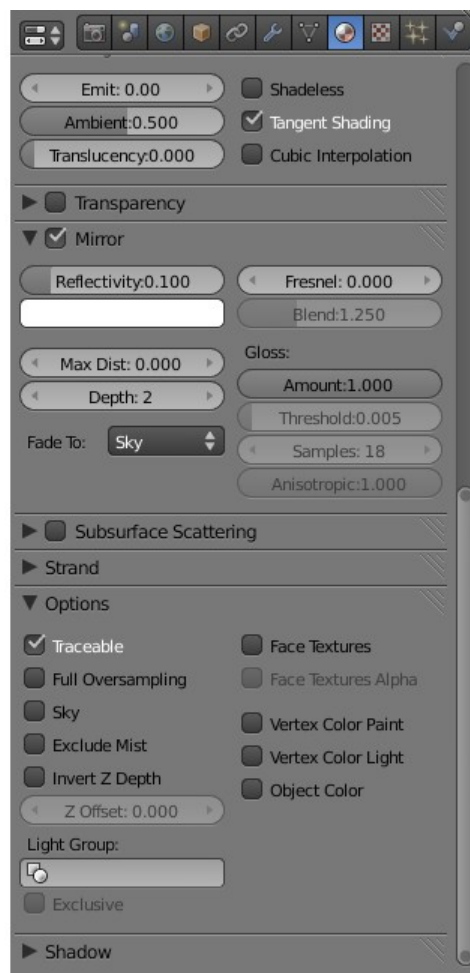 Emit: 0.00
Shadeless
Ambient:0.500
Tangent Shading
Translucency:0.000
Cubic Interpolation
Transparency
Mirror
Reflectivity:0.100
Fresnel: 0.000
Blend:1.250
Max Dist: 0.000
Gloss:
Depth: 2
Amount:1.000
Threshold:0.005
Fade To: Sky
Samples: 18
Anisotropic:1.000
Subsurface Scattering
Strand
Options
Traceable
Face Textures
Full Oversampling
Face Textures Alpha
Sky
Vertex Color Paint
Exclude Mist
Vertex Color Light
Invert Z Depth
Object Color
Z Offset: 0.000
Light Group:
Exclusive
Shadow